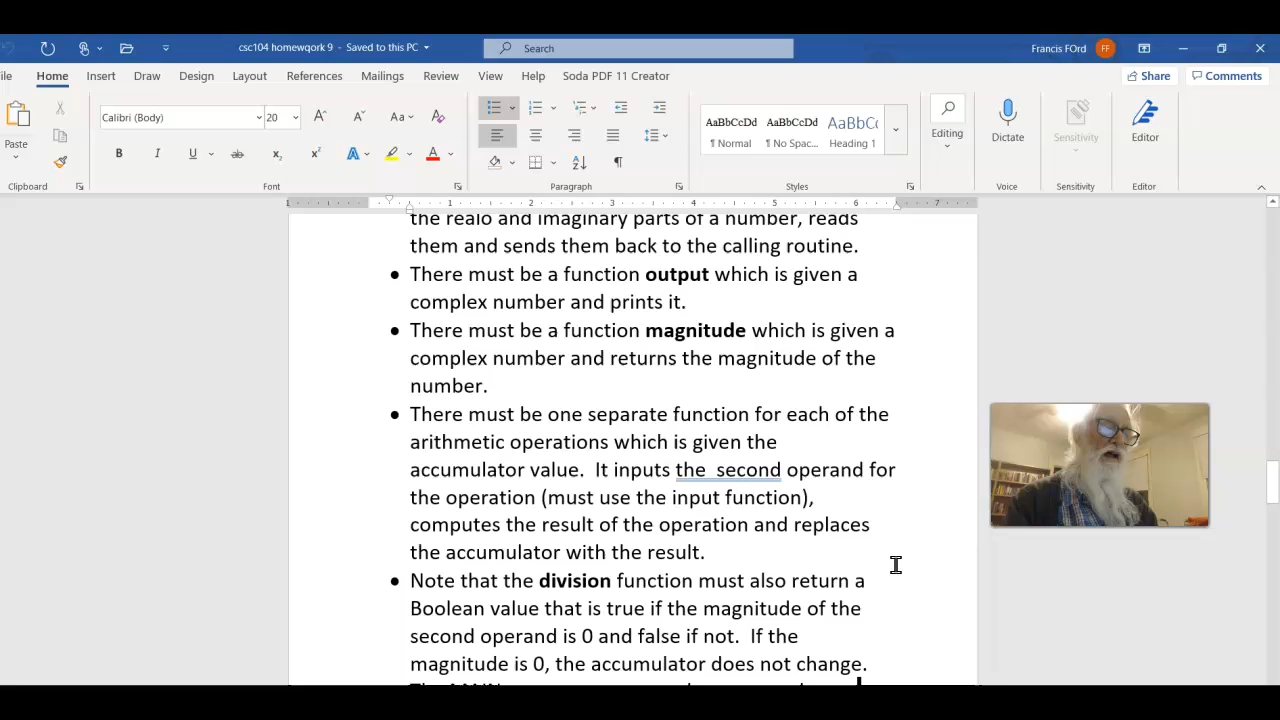 csc104 homewqork 9 - Saved to this PC
Search
Francis FOrd
FF
ile
Home
Insert
Draw
Design
Layout
References
Mailings
Review
View
Help
Soda PDF 11 Creator
Share
Comments
Paste
Calibri (Body)
20
AaBbCcDd
AaBbCcDd
AaBbCc
¶ Normal
¶ No Spac...
Heading 1
Editing
Dictate
Sensitivity
Editor
Clipboard
Font
Paragraph
Styles
Voice
Sensitivity
Editor
1 1 2 3 4 5 6 7
the realo and imaginary parts of a number, reads
them and sends them back to the calling routine.
• There must be a function output which is given a
complex number and prints it.
• There must be a function magnitude which is given a
complex number and returns the magnitude of the
number.
• There must be one separate function for each of the
arithmetic operations which is given the
accumulator value.  It inputs the  second operand for
the operation (must use the input function),
computes the result of the operation and replaces
the accumulator with the result.
• Note that the division function must also return a
Boolean value that is true if the magnitude of the
second operand is 0 and false if not.  If the
magnitude is 0, the accumulator does not change.